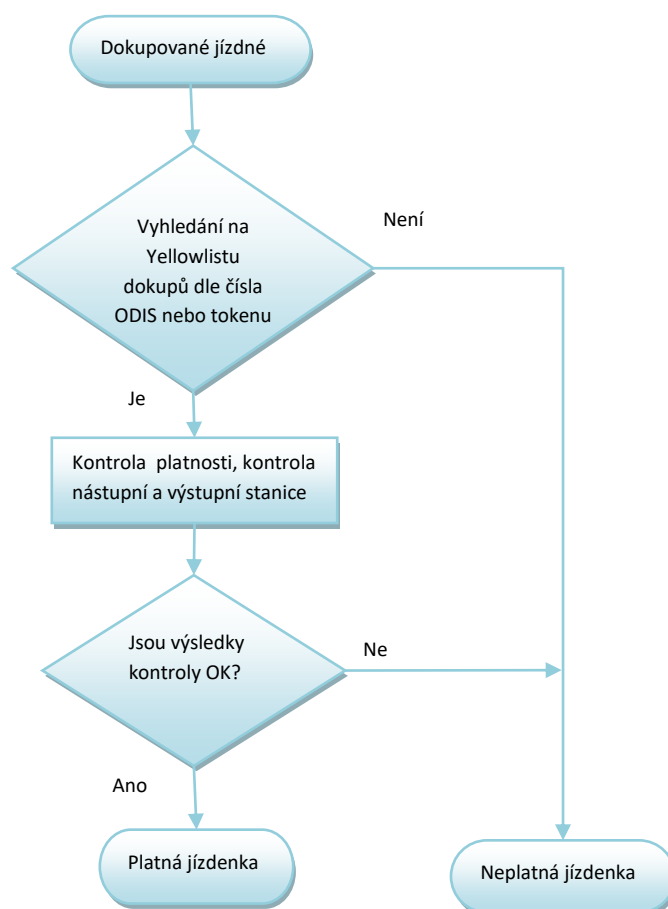 Dokupované jízdné
Vyhledání na
Yellowlistu
dokupů dle čísla
ODIS nebo tokenu
Není
Je
Kontrola  platnosti, kontrola
nástupní a výstupní stanice
Jsou výsledky
kontroly OK?
Ne
Ano
Platná jízdenka
Neplatná jízdenka